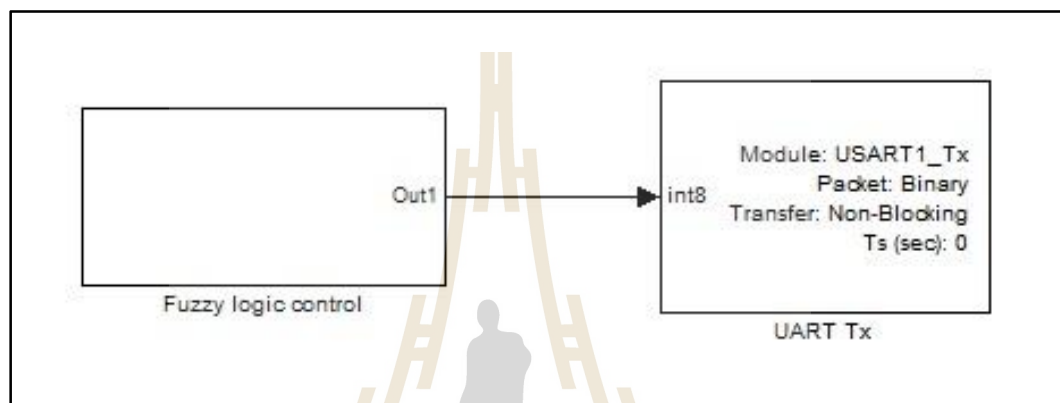 Out1
Fuzzy logic control
int8
Module: USART1_Tx
Packet: Binary
Transfer: Non-Blocking
Ts (sec): 0
UART Tx